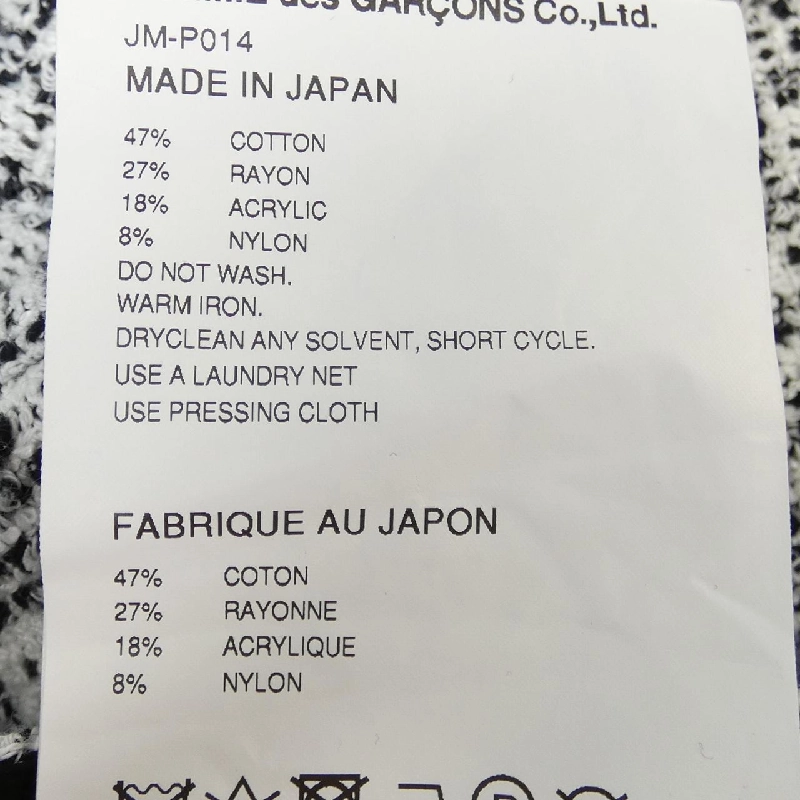 des GARÇONS Co.,Ltd.
JM-P014
MADE IN JAPAN
47% COTTON
27% RAYON
18% ACRYLIC
8% NYLON
DO NOT WASH.
WARM IRON.
DRYCLEAN ANY SOLVENT, SHORT CYCLE.
USE A LAUNDRY NET
USE PRESSING CLOTH
FABRIQUE AU JAPON
47% COTON
27% RAYONNE
18% ACRYLIQUE
8% NYLON